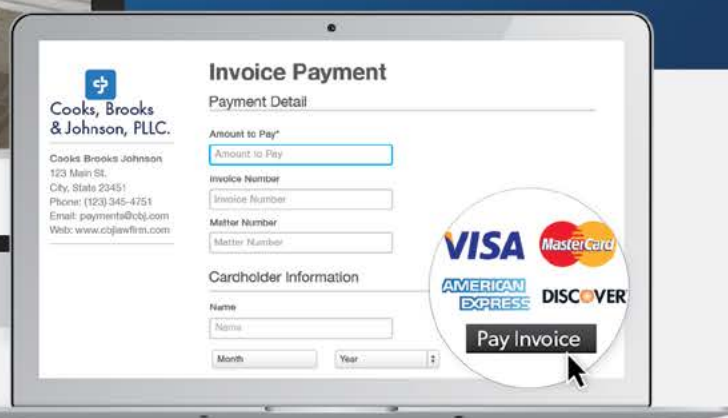 Cooks, Brooks
& Johnson, PLLC.
Cooks Brooks Johnson
123 Main St.
City, State 23451
Phone: (123) 345-4751
Email: payments@cbj.com
Web: www.cbjlawfirm.com
Invoice Payment
Payment Detail
Amount to Pay*
Amount to Pay
Invoice Number
Invoice Number
Matter Number
Matter Number
Cardholder Information
Name
Name
Month Year
VISA MasterCard
AMERICAN EXPRESS DISCOVER
Pay Invoice